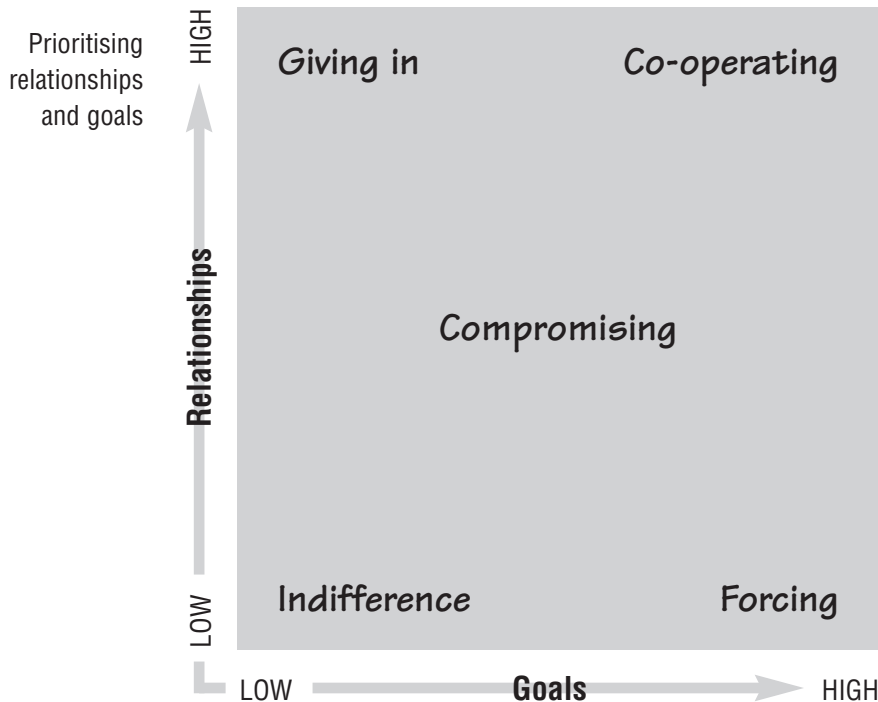 Prioritising
relationships
and goals
HIGH
Giving in
Co-operating
Relationships
Compromising
LOW
Indifference
Forcing
LOW
Goals
HIGH